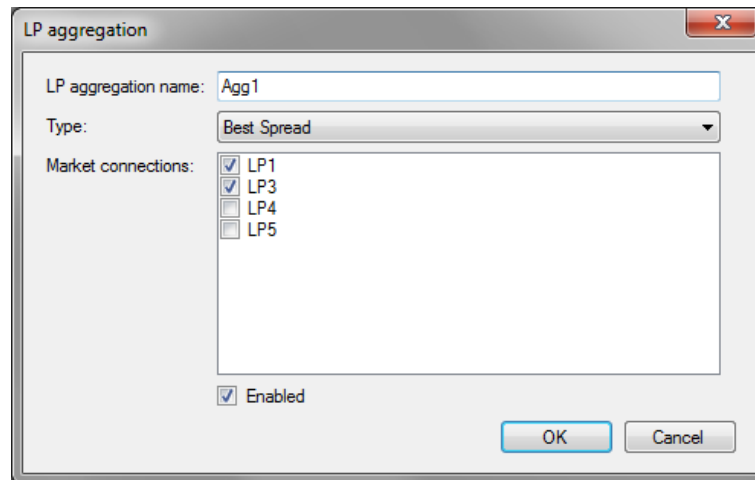 LP aggregation
LP aggregation name: Agg1
Type: Best Spread
Market connections: LP1
LP3
LP4
LP5
Enabled
OK Cancel